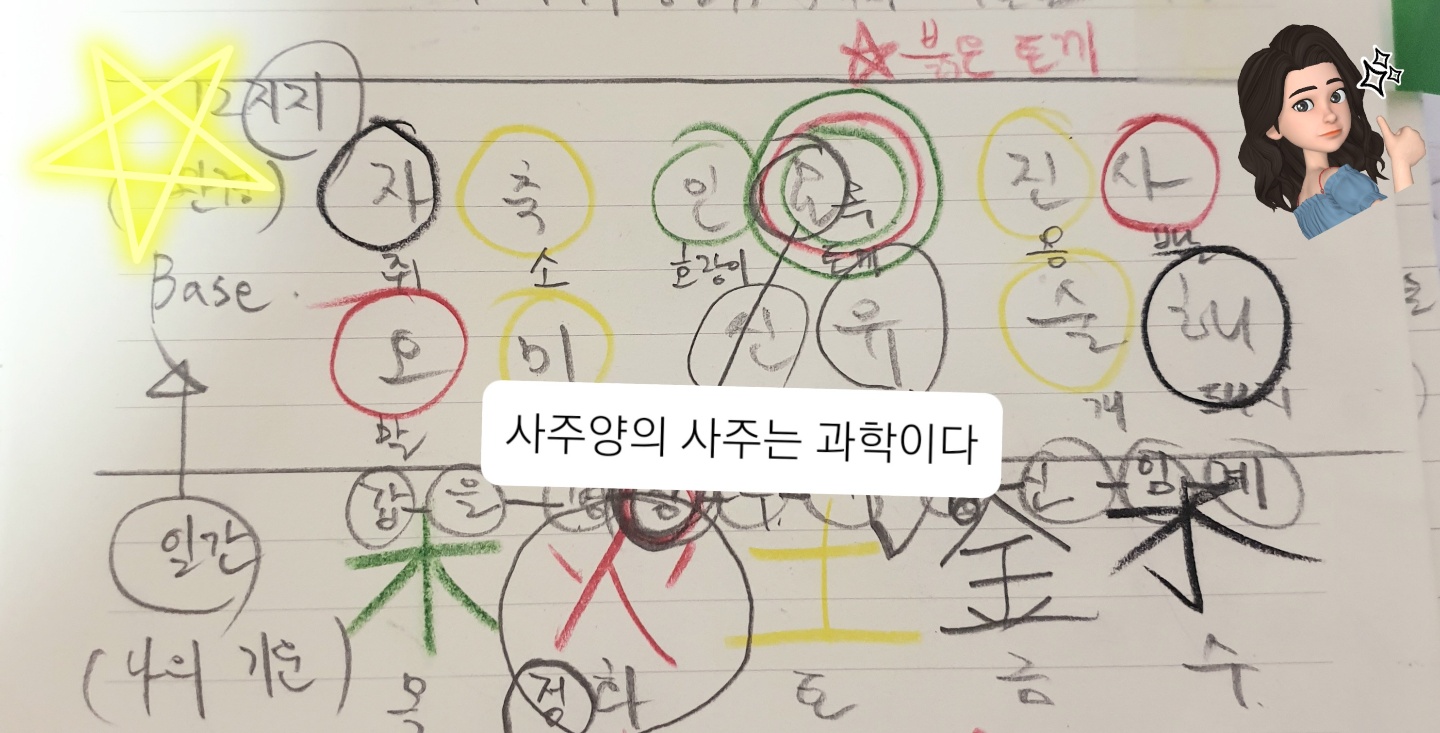 ☆ 붉은 토끼
12지지
(환경)
자 축 인 묘 진 사
쥐 소 호랑이 토끼 용 뱀
Base.
오 미 신 유 술 해
말 개 돼지
사주양의 사주는 과학이다
갑 을 신 임 계
일간
木 火 土 金 水
(나의 기운)
목 정 화 토 금 수